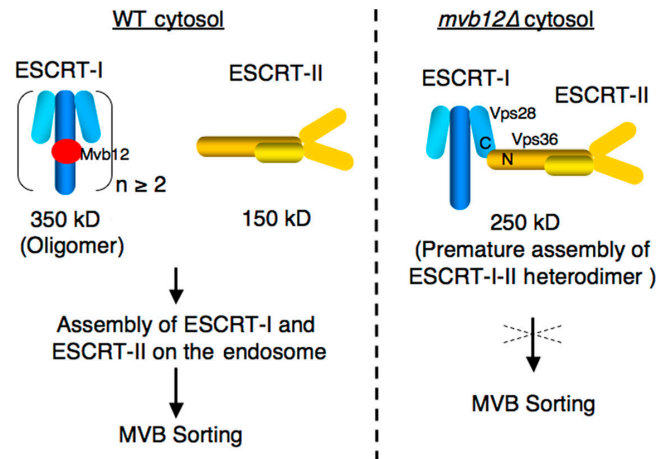 WT cytosol
ESCRT-I
ESCRT-II
Mvb12
n ≥ 2
350 kD
(Oligomer)
150 kD
Assembly of ESCRT-I and
ESCRT-II on the endosome
MVB Sorting
mvb12Δ cytosol
ESCRT-I
ESCRT-II
Vps28
Vps36
C
N
250 kD
(Premature assembly of
ESCRT-I-II heterodimer )
MVB Sorting